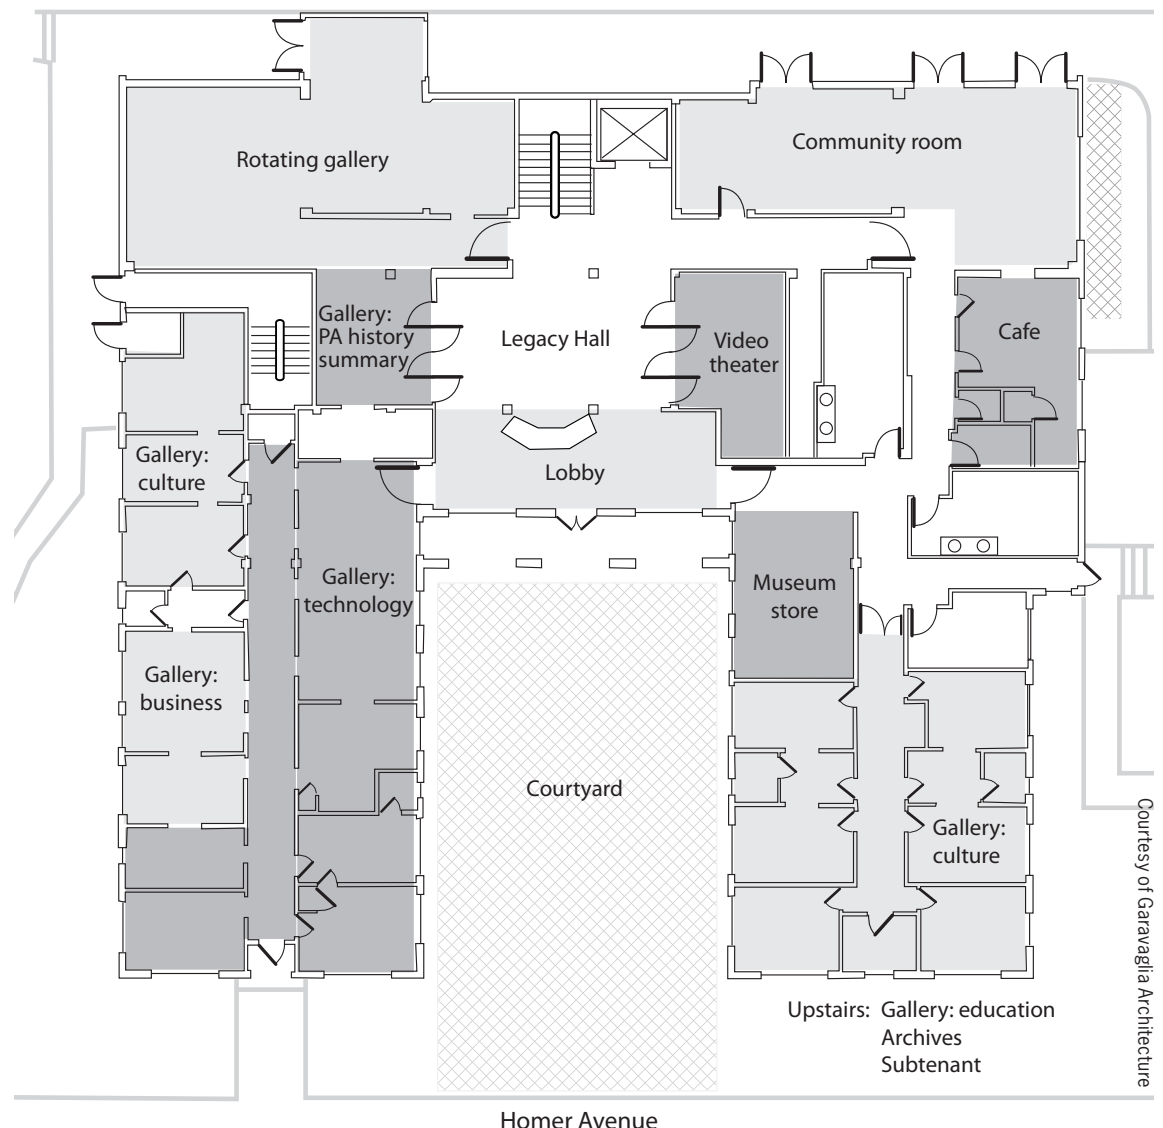 Rotating gallery
Community room
Gallery:
PA history
summary
Legacy Hall
Video
theater
Cafe
Gallery:
culture
Lobby
Gallery:
technology
Museum
store
Gallery:
business
Courtyard
Gallery:
culture
Upstairs: Gallery: education
Archives
Subtenant
Courtesy of Garavaglia Architecture
Homer Avenue